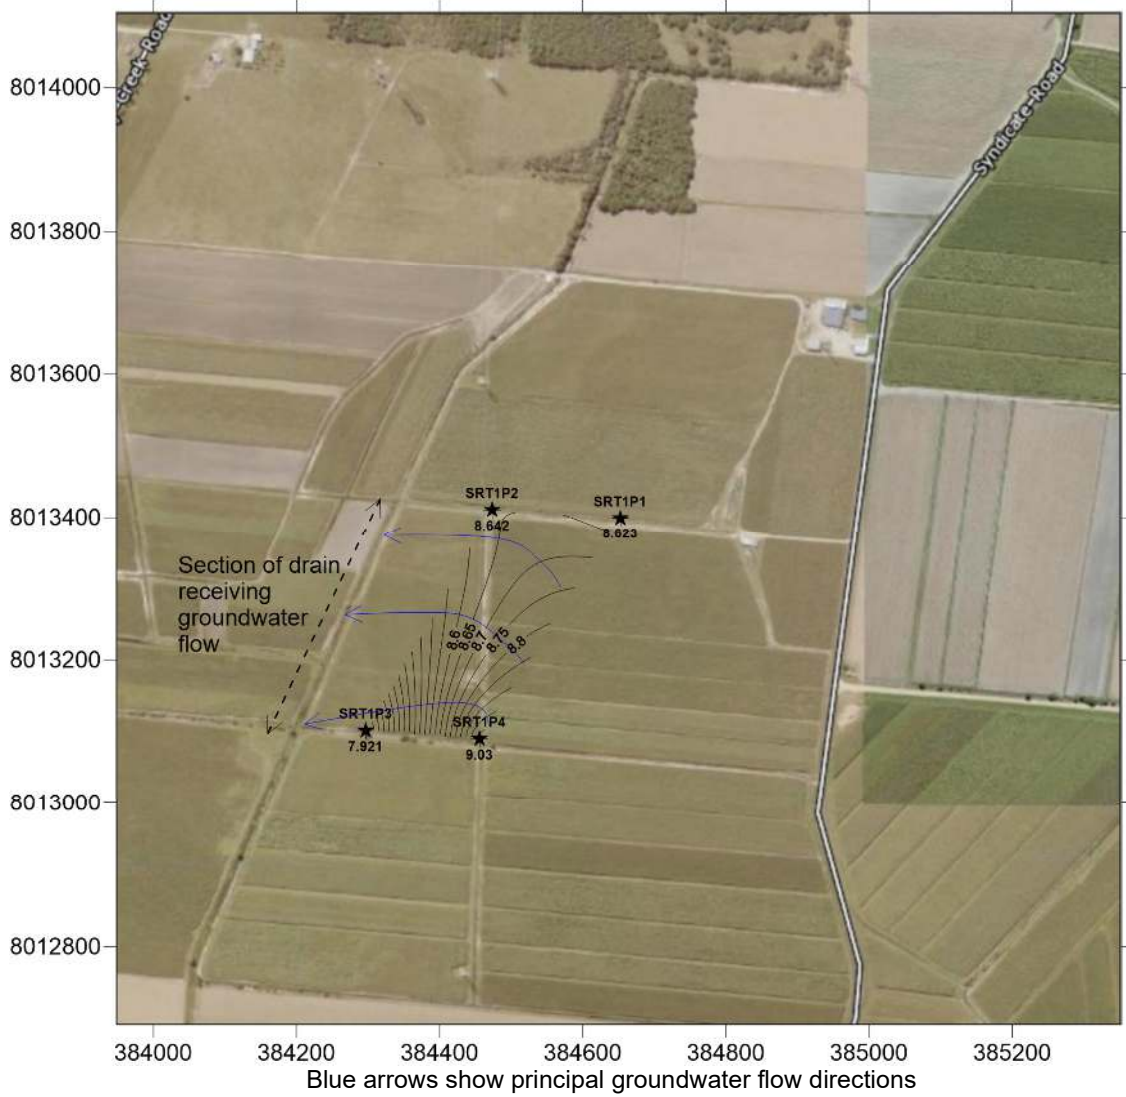 Creek-Road
Syndicate-Road
8014000
8013800
8013600
8013400
8013200
8013000
8012800
SRT1P2
8.642
SRT1P1
8.623
Section of drain
receiving
groundwater
flow
8.6
8.65
8.7
8.75
8.8
SRT1P3
7.921
SRT1P4
9.03
384000 384200 384400 384600 384800 385000 385200
Blue arrows show principal groundwater flow directions